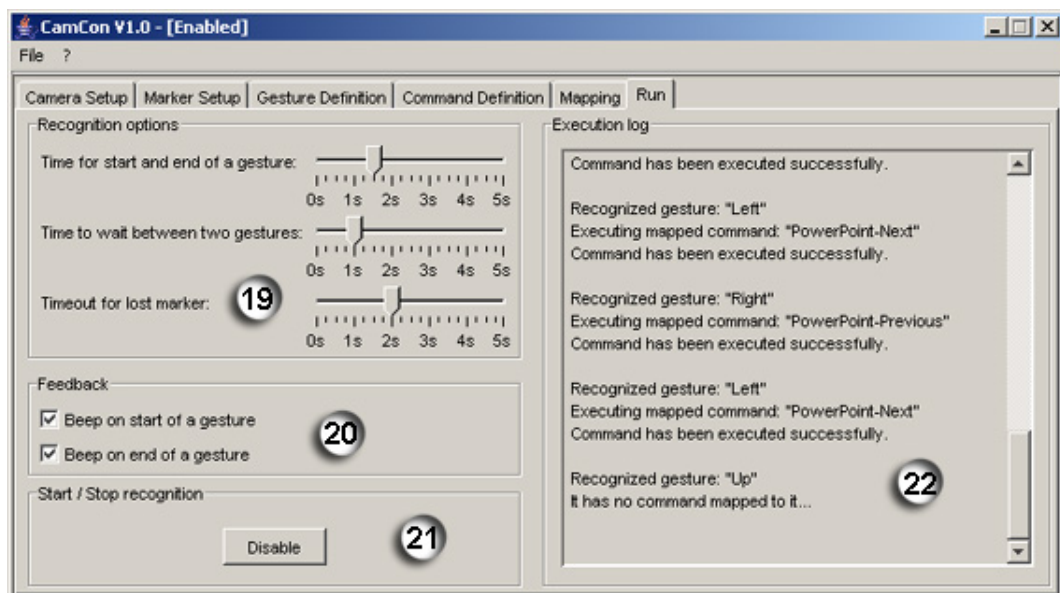 CamCon V1.0 - [Enabled]
File ?
Camera Setup Marker Setup Gesture Definition Command Definition Mapping Run
Recognition options
Time for start and end of a gesture:
0s 1s 2s 3s 4s 5s
Time to wait between two gestures:
0s 1s 2s 3s 4s 5s
19
Timeout for lost marker:
0s 1s 2s 3s 4s 5s
Feedback
Beep on start of a gesture
20
Beep on end of a gesture
Start / Stop recognition
21
Disable
Execution log
Command has been executed successfully.
Recognized gesture: "Left"
Executing mapped command: "PowerPoint-Next"
Command has been executed successfully.
Recognized gesture: "Right"
Executing mapped command: "PowerPoint-Previous"
Command has been executed successfully.
Recognized gesture: "Left"
Executing mapped command: "PowerPoint-Next"
Command has been executed successfully.
Recognized gesture: "Up"
It has no command mapped to it...
22